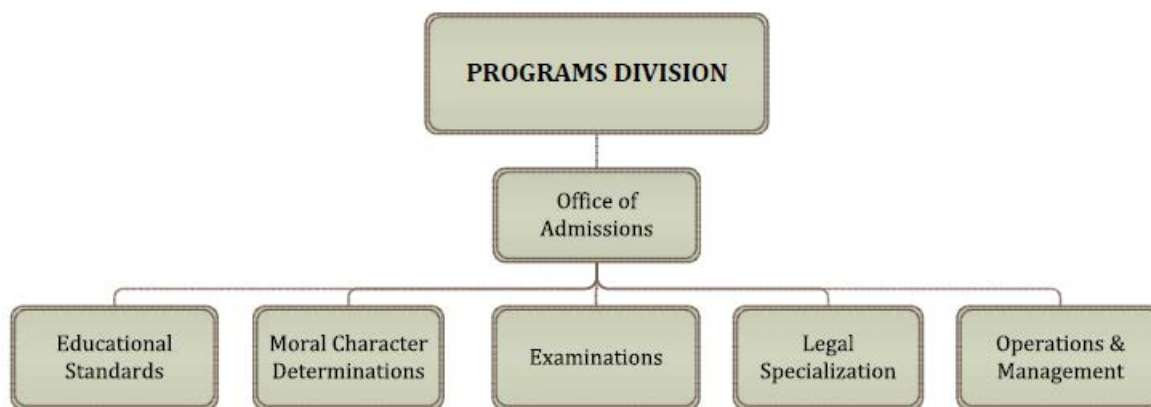 PROGRAMS DIVISION
Office of
Admissions
Educational
Standards
Moral Character
Determinations
Examinations
Legal
Specialization
Operations &
Management